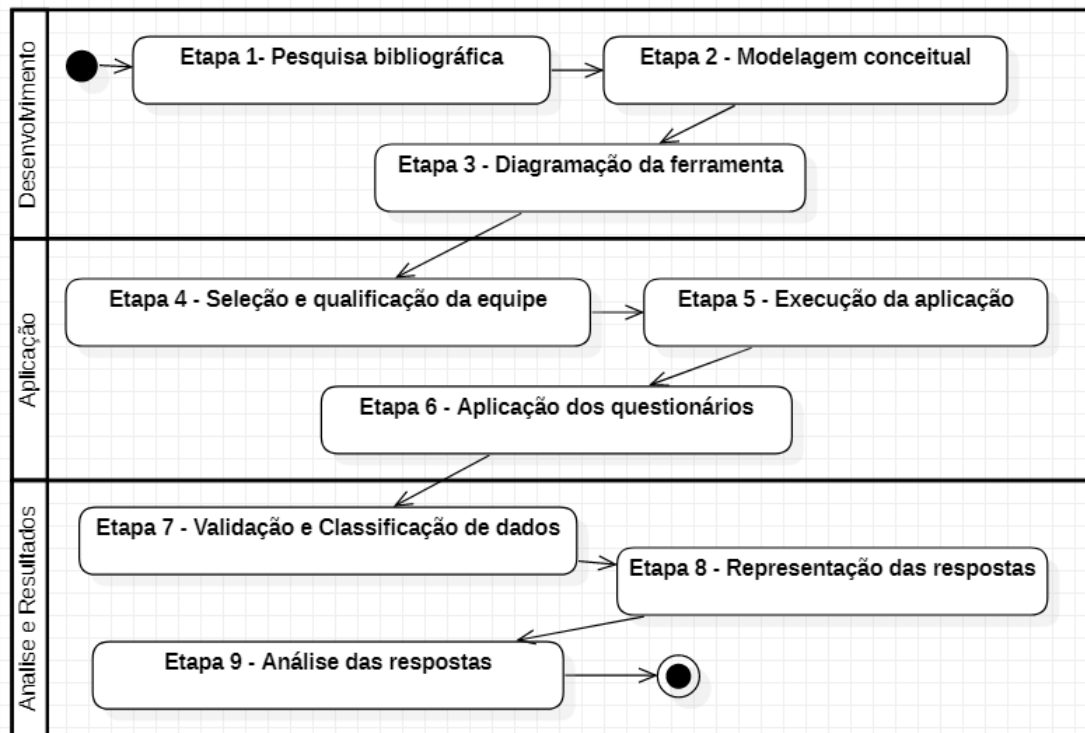 Desenvolvimento
Etapa 1- Pesquisa bibliográfica
Etapa 2 - Modelagem conceitual
Etapa 3 - Diagramação da ferramenta
Aplicação
Etapa 4 - Seleção e qualificação da equipe
Etapa 5 - Execução da aplicação
Etapa 6 - Aplicação dos questionários
Analise e Resultados
Etapa 7 - Validação e Classificação de dados
Etapa 8 - Representação das respostas
Etapa 9 - Análise das respostas